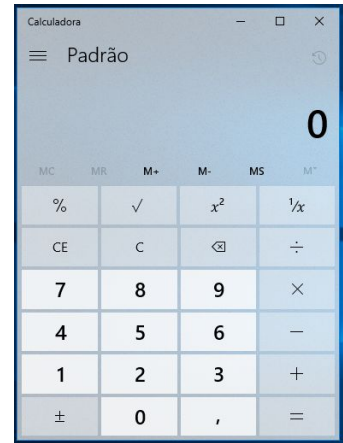 Calculadora
Padrão
0
MC MR M+ M- MS M˅
% √ x² ¹/x
CE C ⌫ ÷
7 8 9 ×
4 5 6 −
1 2 3 +
± 0 , =